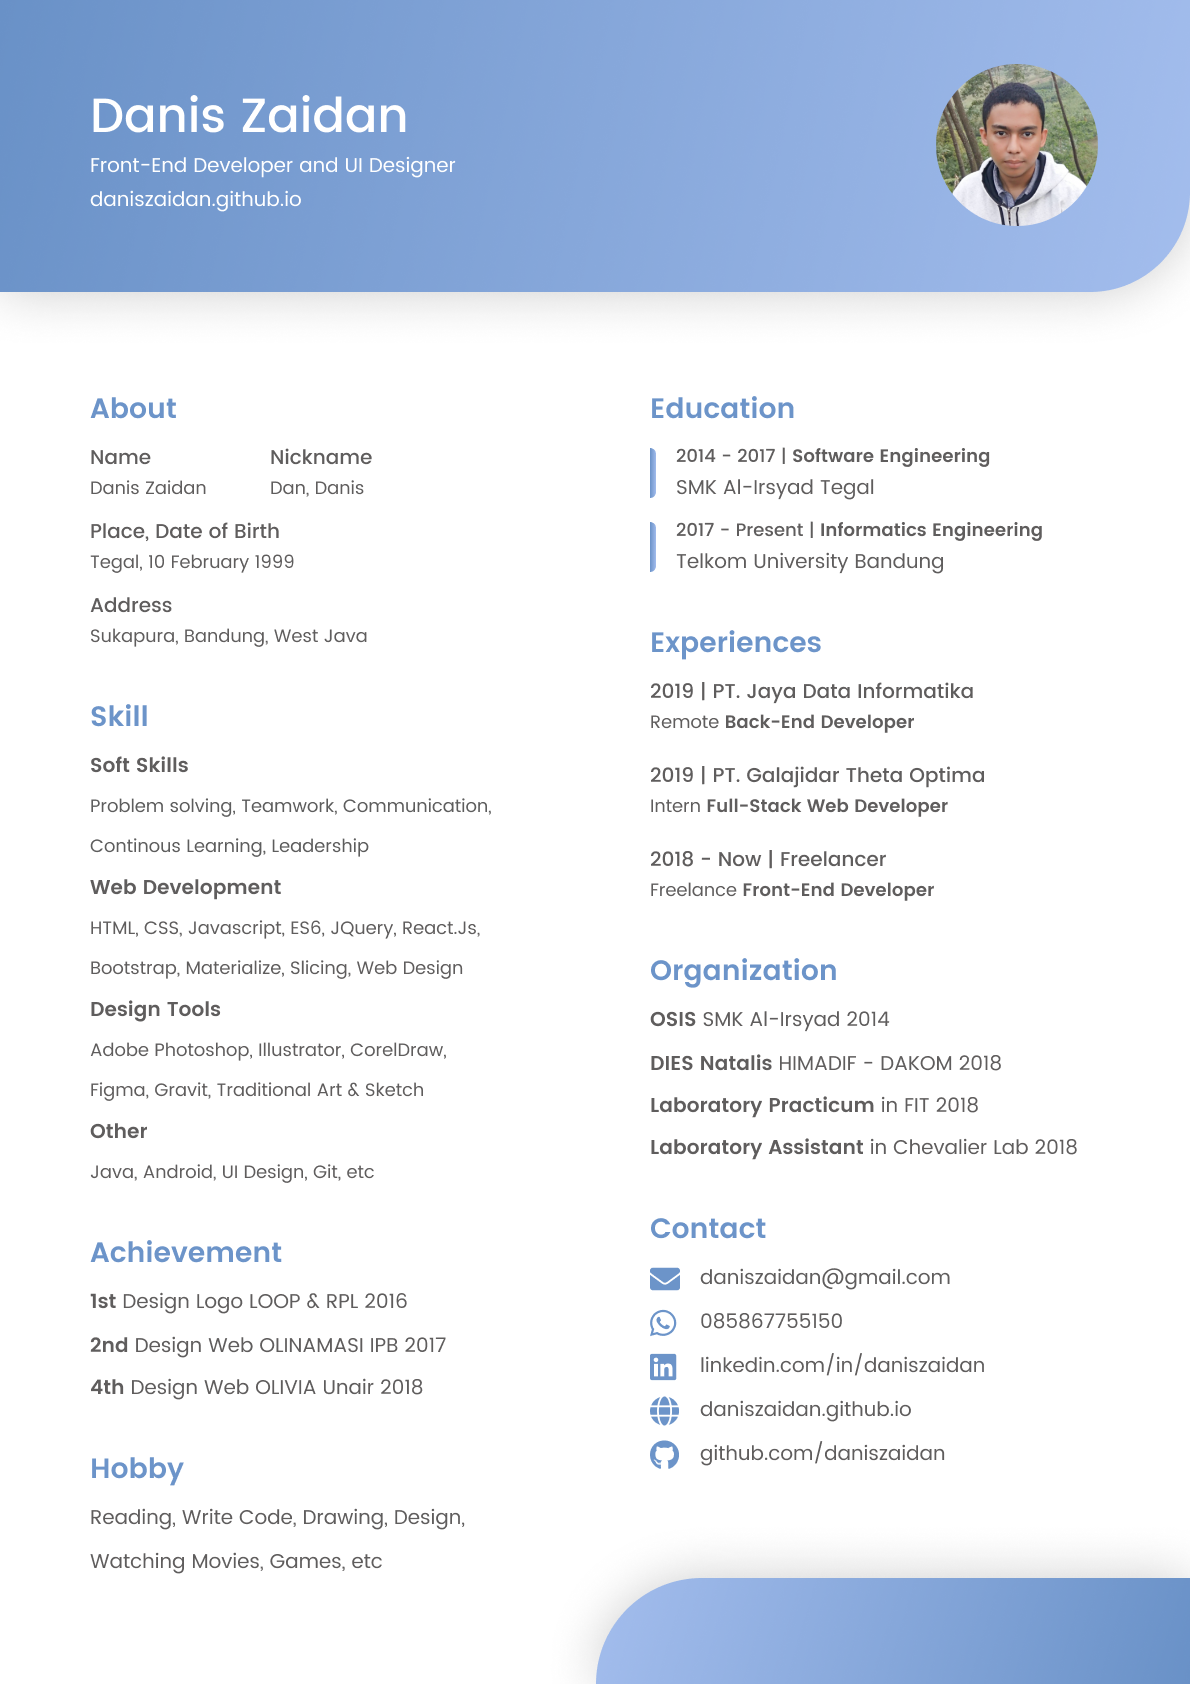 Danis Zaidan
Front-End Developer and UI Designer
daniszaidan.github.io
About
Name Nickname
Danis Zaidan Dan, Danis
Place, Date of Birth
Tegal, 10 February 1999
Address
Sukapura, Bandung, West Java
Skill
Soft Skills
Problem solving, Teamwork, Communication,
Continous Learning, Leadership
Web Development
HTML, CSS, Javascript, ES6, JQuery, React.Js,
Bootstrap, Materialize, Slicing, Web Design
Design Tools
Adobe Photoshop, Illustrator, CorelDraw,
Figma, Gravit, Traditional Art & Sketch
Other
Java, Android, UI Design, Git, etc
Achievement
1st Design Logo LOOP & RPL 2016
2nd Design Web OLINAMASI IPB 2017
4th Design Web OLIVIA Unair 2018
Hobby
Reading, Write Code, Drawing, Design,
Watching Movies, Games, etc
Education
2014 - 2017 | Software Engineering
SMK Al-Irsyad Tegal
2017 - Present | Informatics Engineering
Telkom University Bandung
Experiences
2019 | PT. Jaya Data Informatika
Remote Back-End Developer
2019 | PT. Galajidar Theta Optima
Intern Full-Stack Web Developer
2018 - Now | Freelancer
Freelance Front-End Developer
Organization
OSIS SMK Al-Irsyad 2014
DIES Natalis HIMADIF - DAKOM 2018
Laboratory Practicum in FIT 2018
Laboratory Assistant in Chevalier Lab 2018
Contact
daniszaidan@gmail.com
085867755150
linkedin.com/in/daniszaidan
daniszaidan.github.io
github.com/daniszaidan